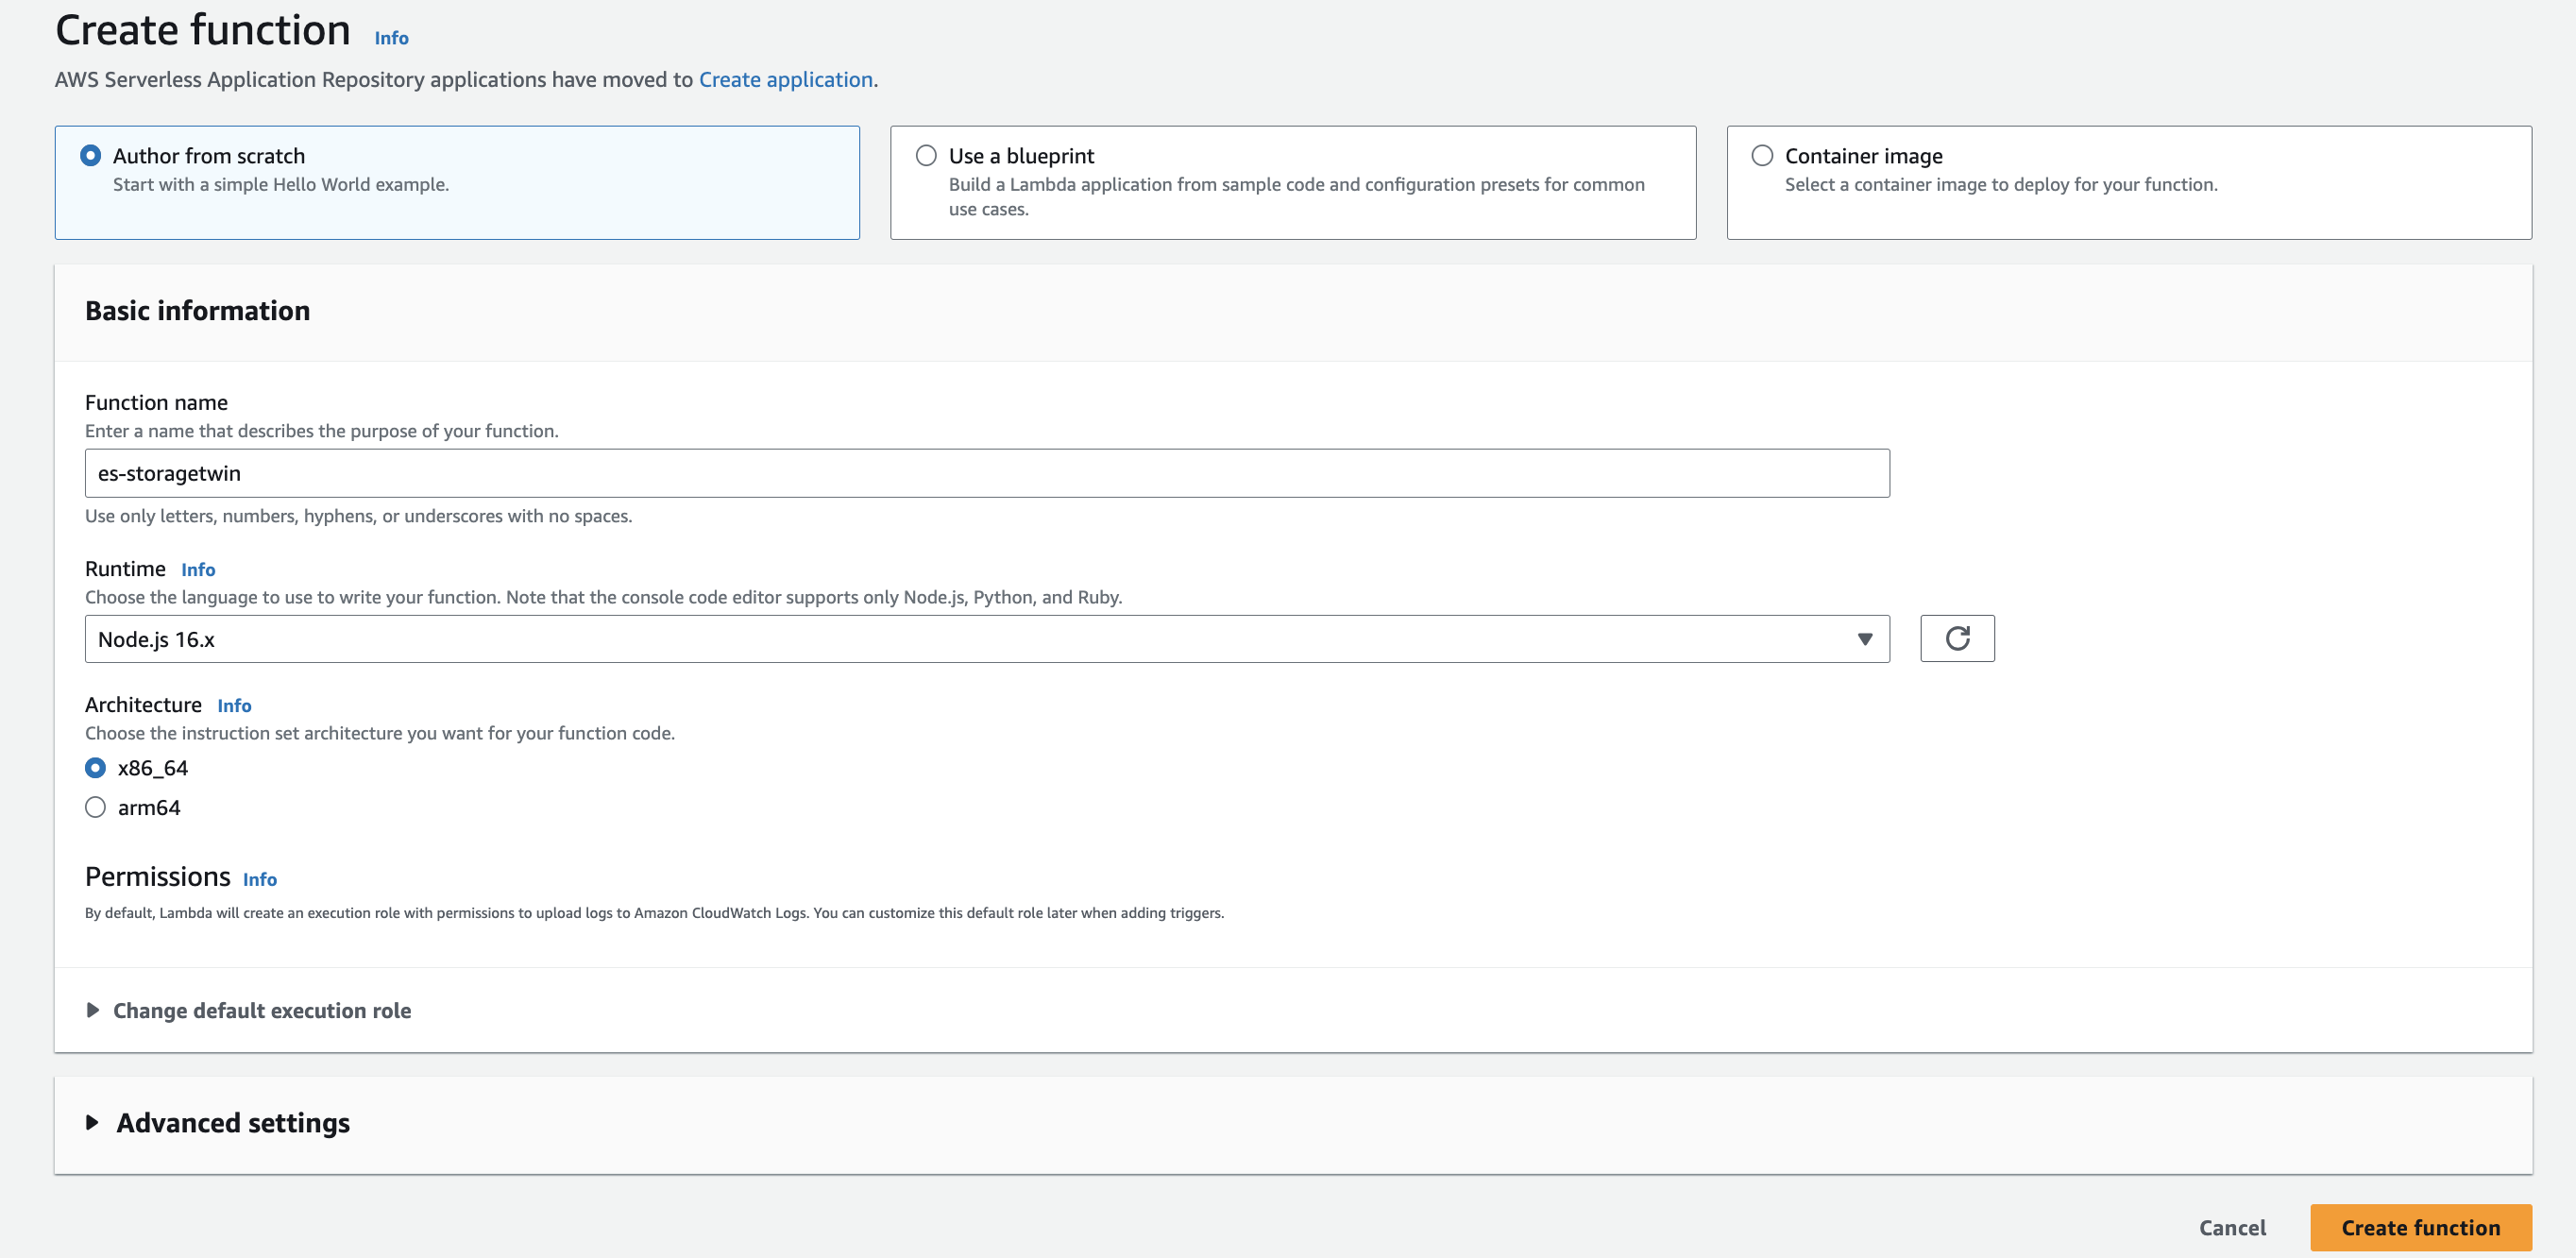 Create function Info
AWS Serverless Application Repository applications have moved to Create application.
Author from scratch
Start with a simple Hello World example.
Use a blueprint
Build a Lambda application from sample code and configuration presets for common
use cases.
Container image
Select a container image to deploy for your function.
Basic information
Function name
Enter a name that describes the purpose of your function.
es-storagetwin
Use only letters, numbers, hyphens, or underscores with no spaces.
Runtime Info
Choose the language to use to write your function. Note that the console code editor supports only Node.js, Python, and Ruby.
Node.js 16.x
Architecture Info
Choose the instruction set architecture you want for your function code.
x86_64
arm64
Permissions Info
By default, Lambda will create an execution role with permissions to upload logs to Amazon CloudWatch Logs. You can customize this default role later when adding triggers.
Change default execution role
Advanced settings
Cancel
Create function